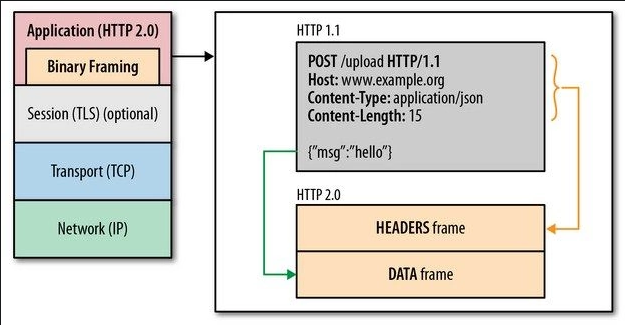 Application (HTTP 2.0)
Binary Framing
Session (TLS) (optional)
Transport (TCP)
Network (IP)
HTTP 1.1
POST /upload HTTP/1.1
Host: www.example.org
Content-Type: application/json
Content-Length: 15
{"msg":"hello"}
HTTP 2.0
HEADERS frame
DATA frame